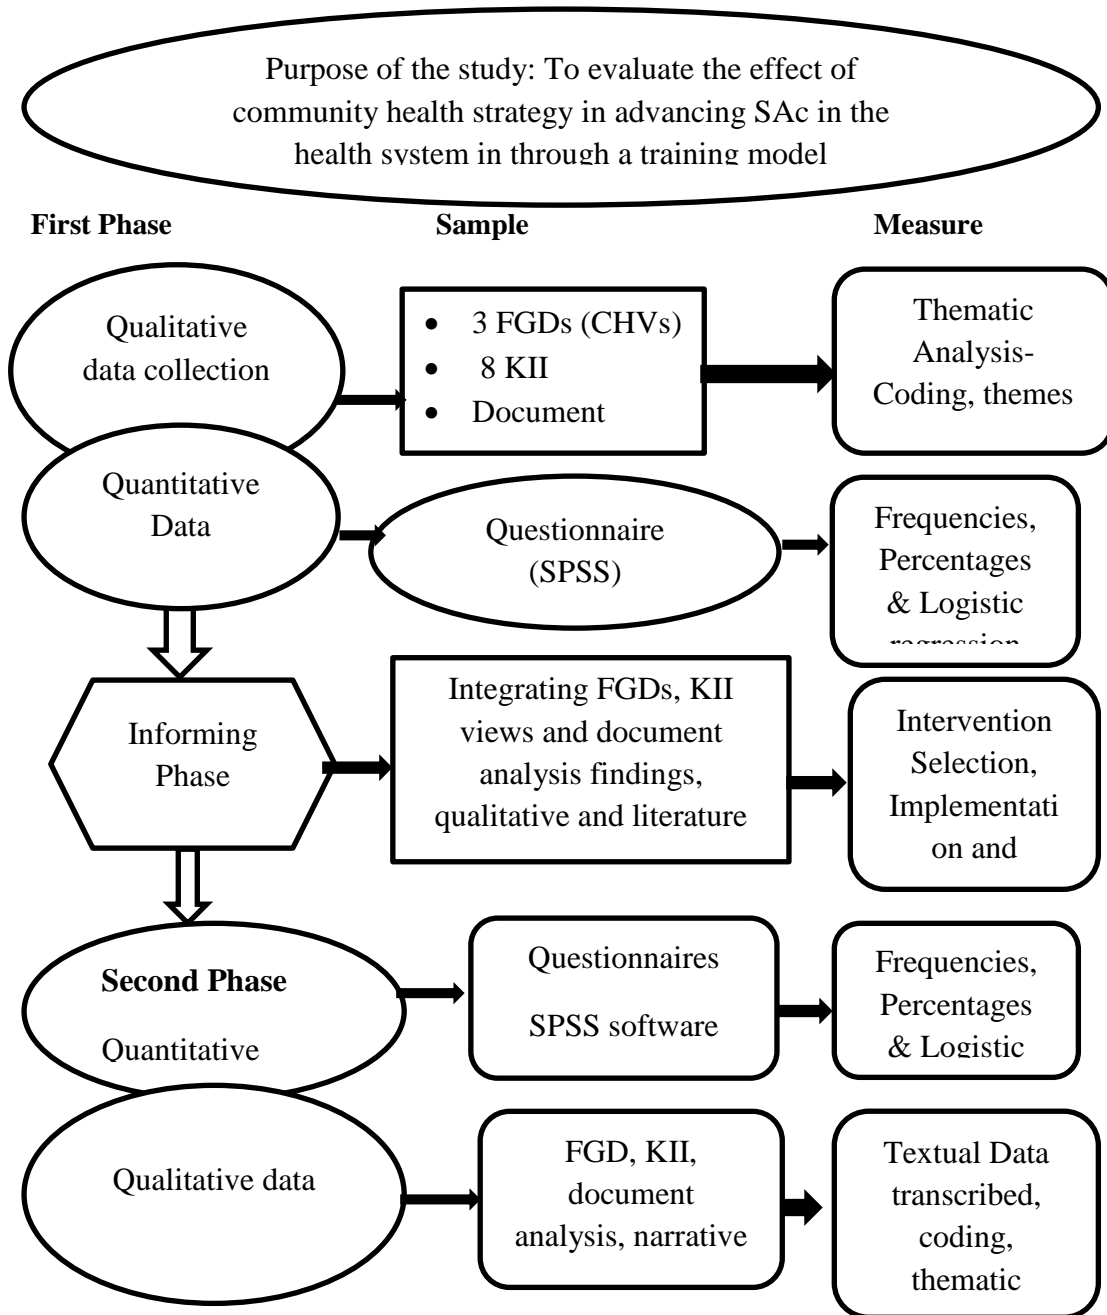 Purpose of the study: To evaluate the effect of
community health strategy in advancing SAc in the
health system in through a training model
First Phase
Sample
Measure
Qualitative
data collection
• 3 FGDs (CHVs)
• 8 KII
• Document
Thematic
Analysis-
Coding, themes
Quantitative
Data
Questionnaire
(SPSS)
Frequencies,
Percentages
& Logistic
regression
Informing
Phase
Integrating FGDs, KII
views and document
analysis findings,
qualitative and literature
Intervention
Selection,
Implementati
on and
Second Phase
Quantitative
Questionnaires
SPSS software
Frequencies,
Percentages
& Logistic
Qualitative data
FGD, KII,
document
analysis, narrative
Textual Data
transcribed,
coding,
thematic